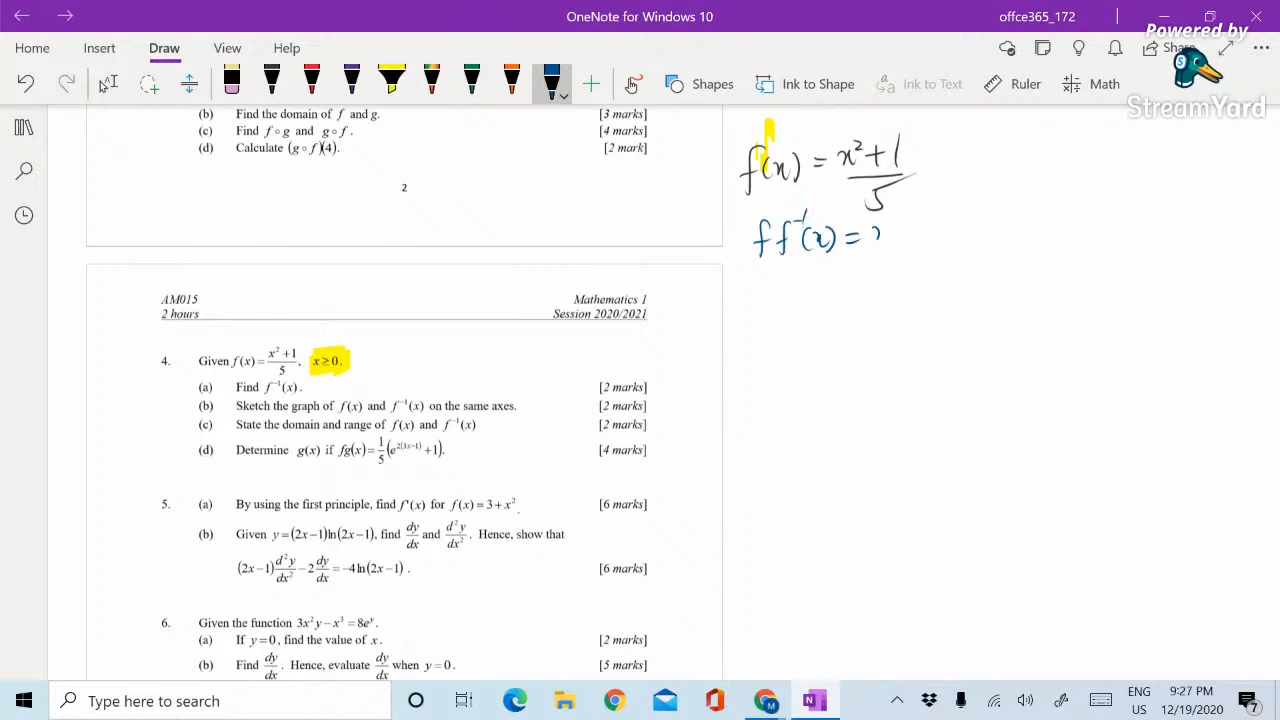 OneNote for Windows 10
offce365_172
Powered by
StreamYard
Home Insert Draw View Help
Share
Shapes Ink to Shape Ink to Text Ruler Math
(b) Find the domain of f and g. [3 marks]
(c) Find f∘g and g∘f. [4 marks]
(d) Calculate (g∘f)(4). [2 mark]
2
f(x) = (x²+1)/5
f f⁻¹(x) =
AM015 Mathematics 1
2 hours Session 2020/2021
4. Given f(x) = (x²+1)/5, x ≥ 0.
(a) Find f⁻¹(x). [2 marks]
(b) Sketch the graph of f(x) and f⁻¹(x) on the same axes. [2 marks]
(c) State the domain and range of f(x) and f⁻¹(x) [2 marks]
(d) Determine g(x) if fg(x) = 1/5 (e^(2(3x−1)) + 1). [4 marks]
5. (a) By using the first principle, find f'(x) for f(x) = 3 + x². [6 marks]
(b) Given y = (2x−1)ln(2x−1), find dy/dx and d²y/dx². Hence, show that
(2x−1) d²y/dx² − 2 dy/dx = −4 ln(2x−1). [6 marks]
6. Given the function 3x²y − x³ = 8eʸ.
(a) If y = 0, find the value of x. [2 marks]
(b) Find dy/dx. Hence, evaluate dy/dx when y = 0. [5 marks]
Type here to search
ENG 9:27 PM
US 12/19/2020
7